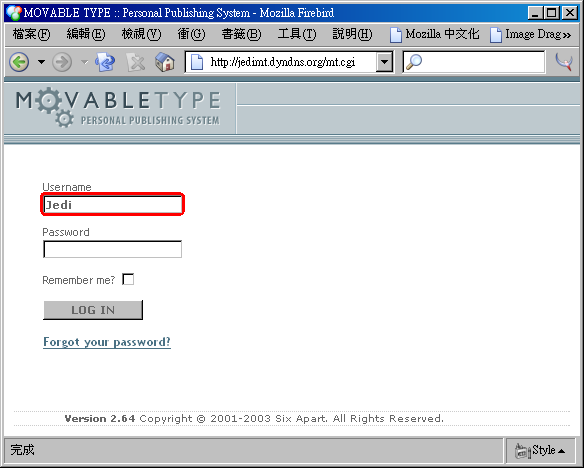 MOVABLE TYPE :: Personal Publishing System - Mozilla Firebird
檔案(F) 編輯(E) 檢視(V) 衝(G) 書籤(B) 工具(T) 說明(H) Mozilla 中文化 Image Drag»
http://jedimt.dyndns.org/mt.cgi
MOVABLETYPE
PERSONAL PUBLISHING SYSTEM
Username
Jedi
Password
Remember me?
LOG IN
Forgot your password?
Version 2.64 Copyright © 2001-2003 Six Apart. All Rights Reserved.
完成 Style